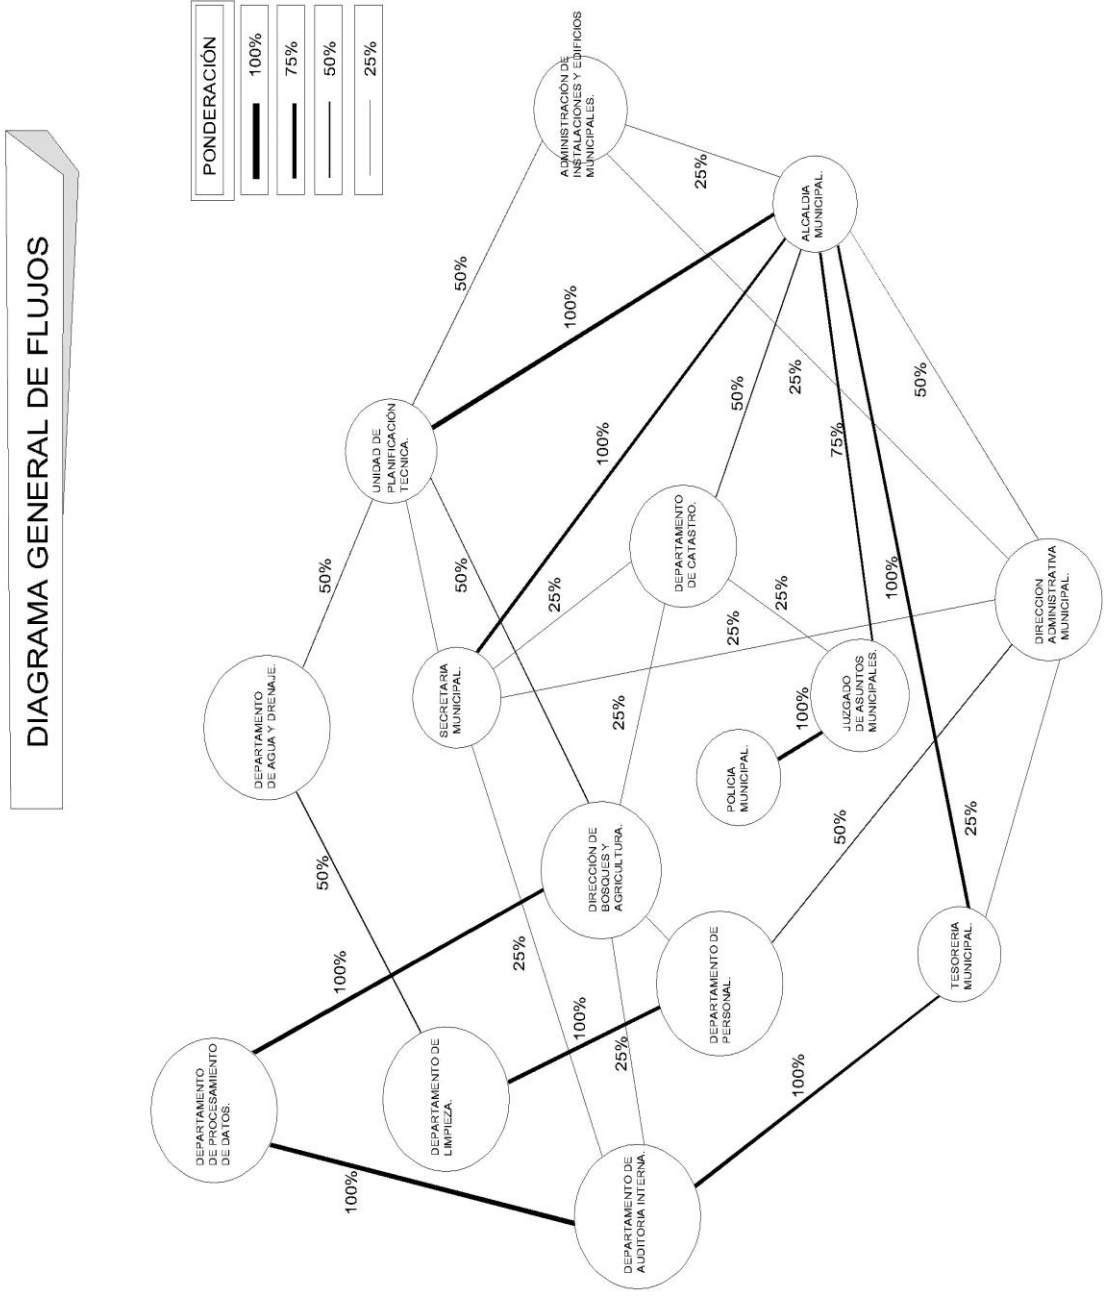 DIAGRAMA GENERAL DE FLUJOS
PONDERACIÓN
100%
75%
50%
25%
DEPARTAMENTO
DE PROCESAMIENTO
DE DATOS.
DEPARTAMENTO
DE AGUA Y DRENAJE.
UNIDAD DE
PLANIFICACIÓN
TECNICA.
ADMINISTRACIÓN DE
INSTALACIONES Y EDIFICIOS
MUNICIPALES.
DEPARTAMENTO DE
LIMPIEZA.
SECRETARIA
MUNICIPAL.
DIRECCIÓN DE
BOSQUES Y
AGRICULTURA.
DEPARTAMENTO
DE CATASTRO.
ALCALDIA
MUNICIPAL.
DEPARTAMENTO DE
AUDITORIA INTERNA.
DEPARTAMENTO DE
PERSONAL.
POLICIA
MUNICIPAL.
JUZGADO
DE ASUNTOS
MUNICIPALES.
TESORERIA
MUNICIPAL.
DIRECCION
ADMINISTRATIVA
MUNICIPAL.
100%
100%
50%
50%
50%
100%
25%
50%
25%
100%
100%
25%
25%
25%
50%
25%
25%
75%
50%
100%
25%
100%
50%
100%
25%